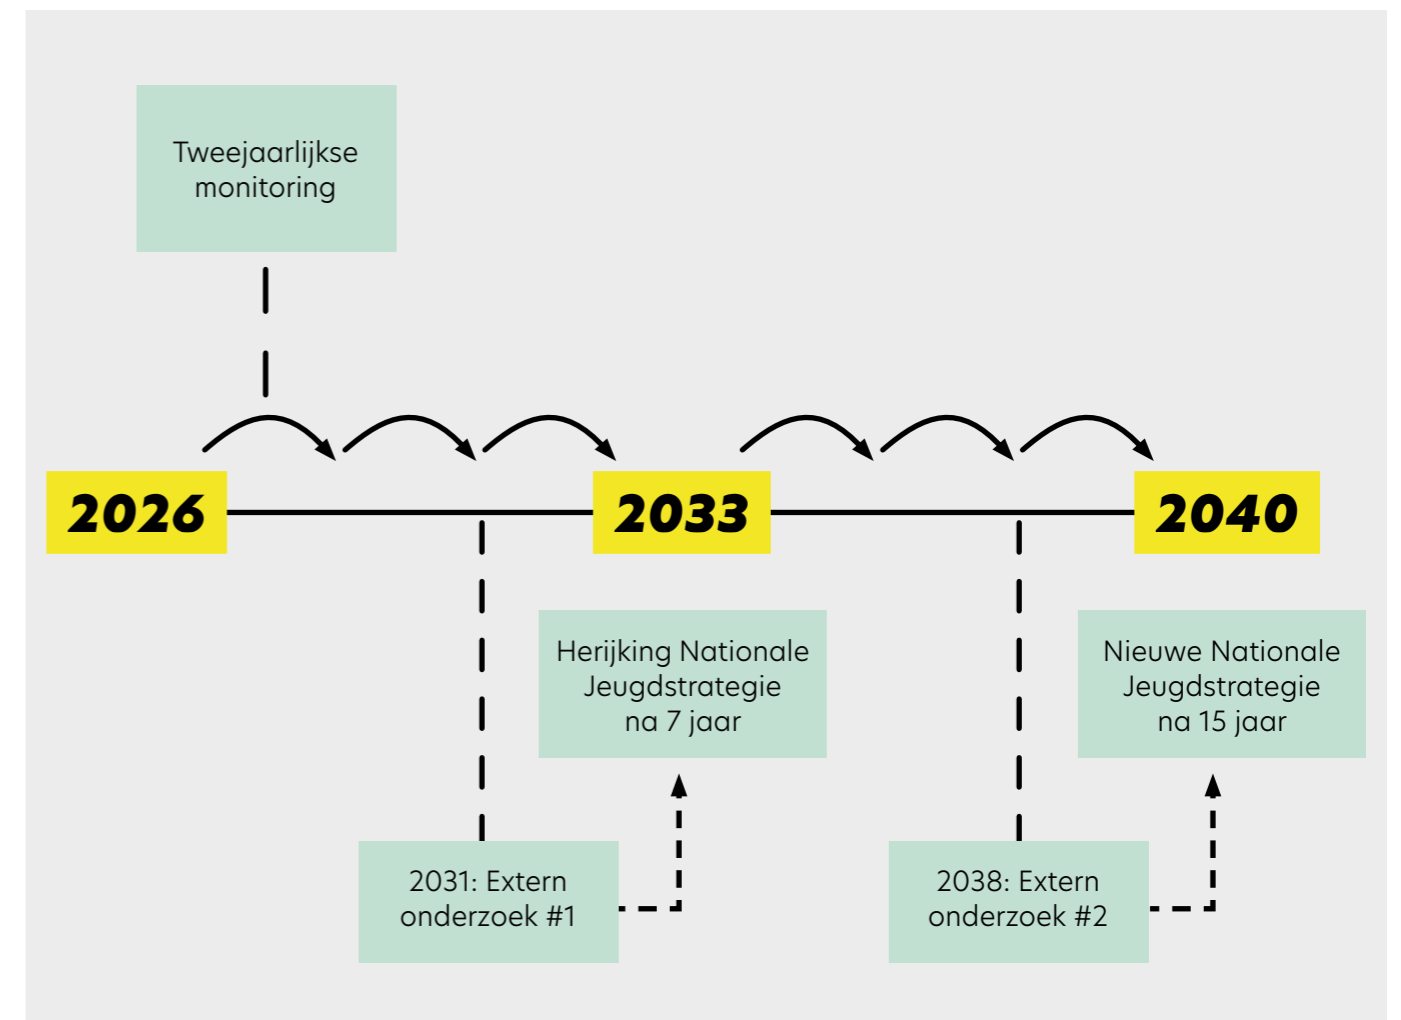 Tweejaarlijkse
monitoring
2026
2033
2040
Herijking Nationale
Jeugdstrategie
na 7 jaar
Nieuwe Nationale
Jeugdstrategie
na 15 jaar
2031: Extern
onderzoek #1
2038: Extern
onderzoek #2